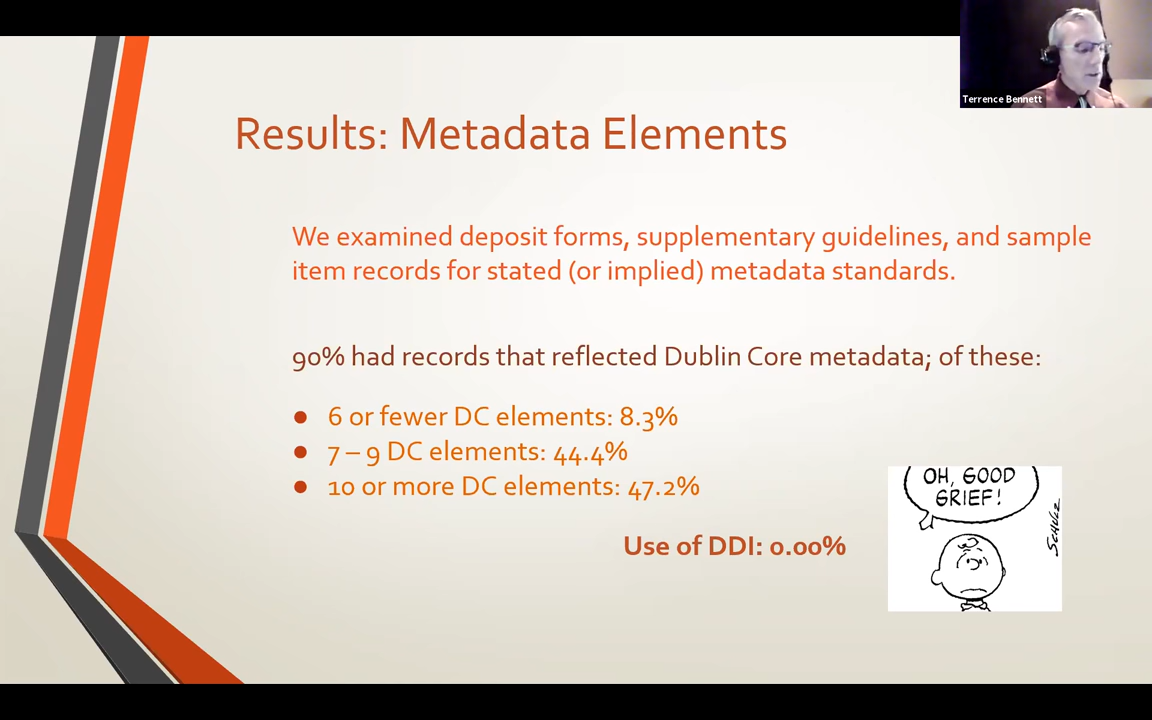 Terrence Bennett
Results: Metadata Elements
We examined deposit forms, supplementary guidelines, and sample
item records for stated (or implied) metadata standards.
90% had records that reflected Dublin Core metadata; of these:
● 6 or fewer DC elements: 8.3%
● 7 – 9 DC elements: 44.4%
● 10 or more DC elements: 47.2%
OH, GOOD
GRIEF!
SCHULZ
Use of DDI: 0.00%